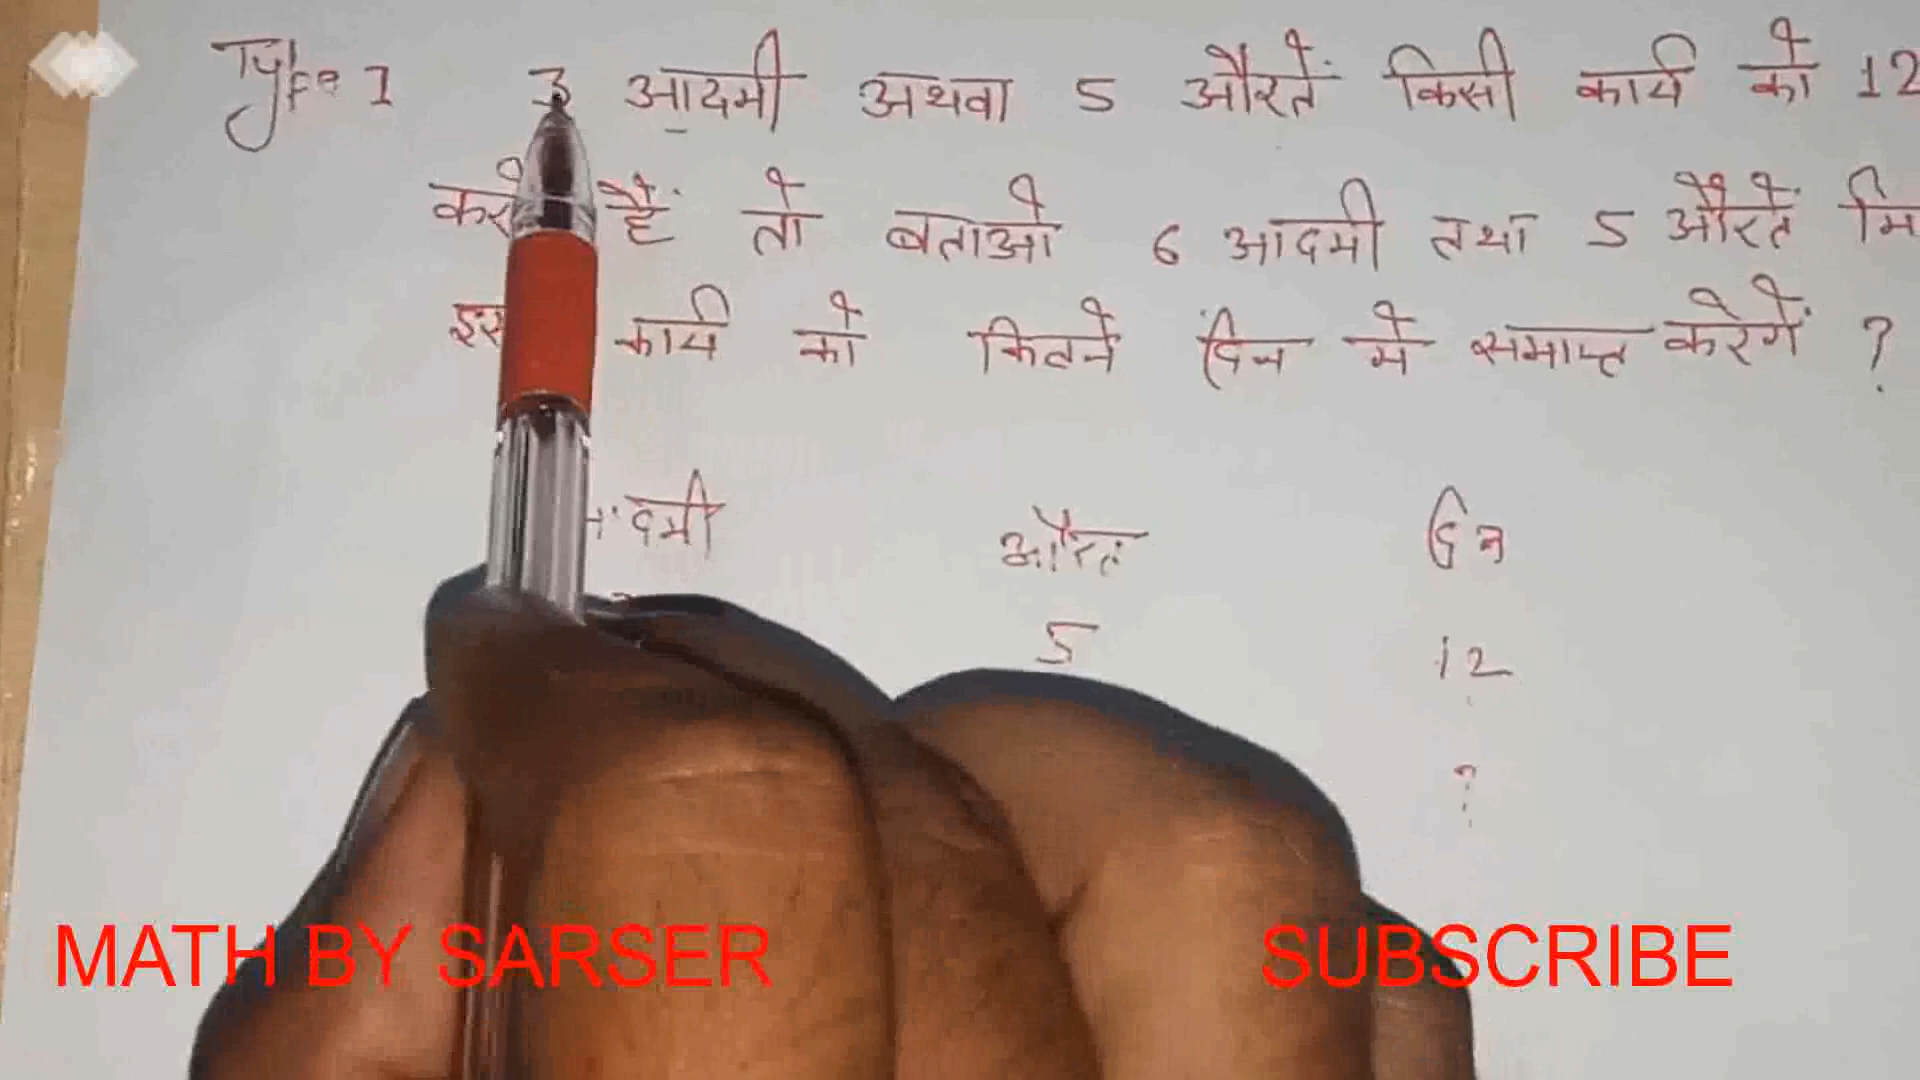 Type 1 3 आदमी अथवा 5 औरतें किसी कार्य को 12
है तो बताओ 6 आदमी तथा 5 औरतें मि
कार्य को कितने दिन मे समाप्त करेगें ?
औरत दिन
5 12
?
MATH BY SARSER SUBSCRIBE